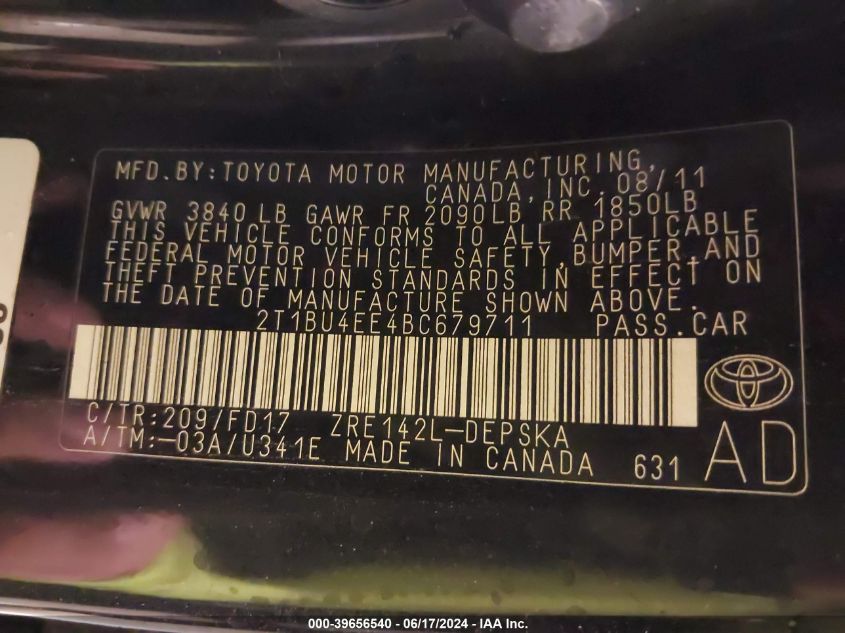 MFD.BY:TOYOTA MOTOR MANUFACTURING,
CANADA,INC. 08/11
GVWR 3840 LB GAWR FR 2090LB RR 1850LB
THIS VEHICLE CONFORMS TO ALL APPLICABLE
FEDERAL MOTOR VEHICLE SAFETY,BUMPER,AND
THEFT PREVENTION STANDARDS IN EFFECT ON
THE DATE OF MANUFACTURE SHOWN ABOVE.
2T1BU4EE4BC679711 PASS.CAR
C/TR:209/FD17 ZRE142L-DEPSKA
A/TM:-03A/U341E MADE IN CANADA 631
AD
000-39656540 - 06/17/2024 - IAA Inc.